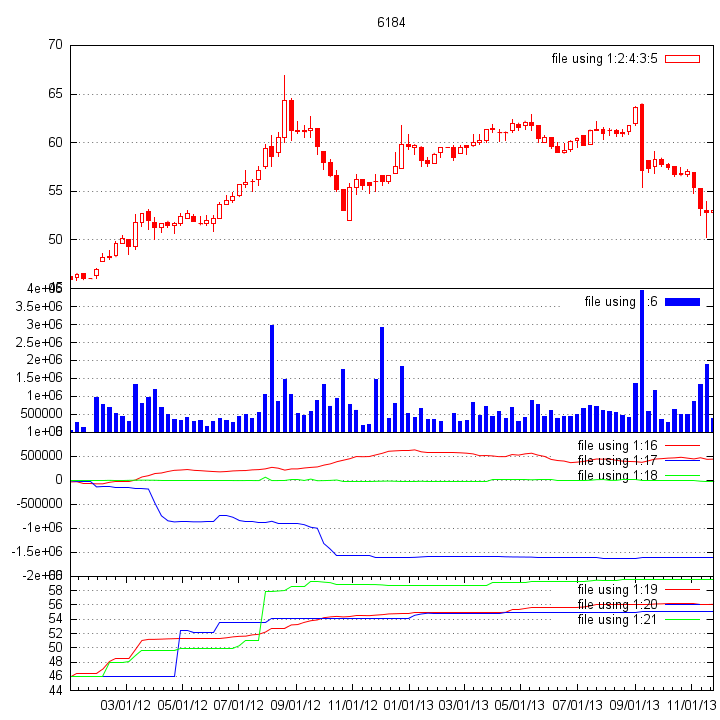 6184
70
file using 1:2:4:3:5
65
60
55
50
4e+06
file using 1:6
3.5e+06
3e+06
2.5e+06
2e+06
1.5e+06
1e+06
500000
1e+06
file using 1:16
500000
file using 1:17
0
file using 1:18
-500000
-1e+06
-1.5e+06
-2e+06
58
file using 1:19
56
file using 1:20
54
file using 1:21
52
50
48
46
44
03/01/12 05/01/12 07/01/12 09/01/12 11/01/12 01/01/13 03/01/13 05/01/13 07/01/13 09/01/13 11/01/13